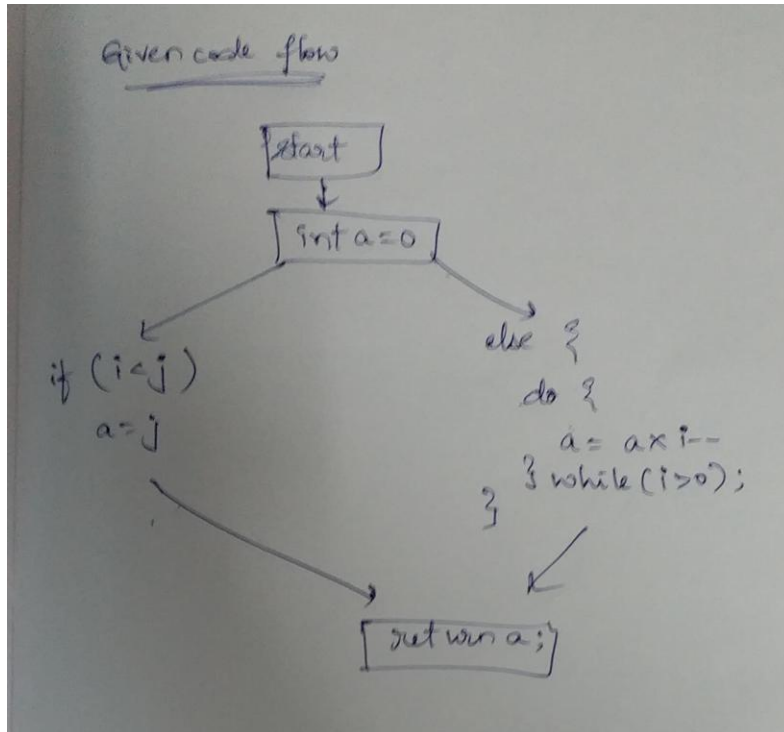 Given code flow
start
int a=0
if (i<j)
a=j
else {
do {
a= a× i--
} while (i>0);
}
return a;